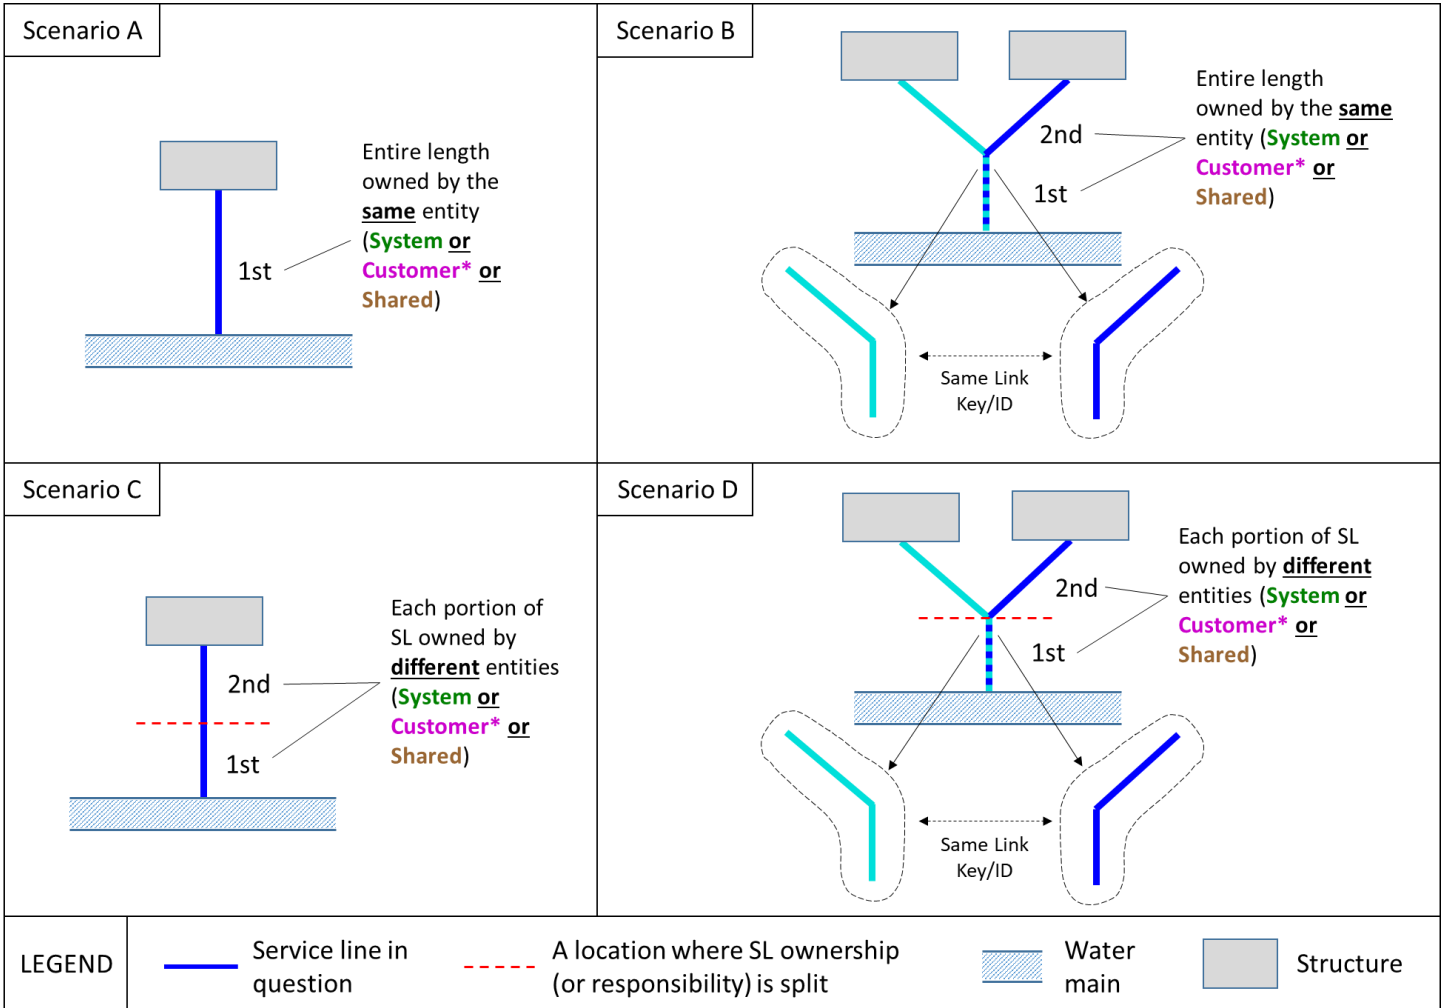 Scenario A
Entire length
owned by the
same entity
(System or
Customer* or
Shared)
1st
Scenario B
Entire length
owned by the same
entity (System or
Customer* or
Shared)
2nd
1st
Same Link
Key/ID
Scenario C
Each portion of
SL owned by
different entities
(System or
Customer* or
Shared)
2nd
1st
Scenario D
Each portion of SL
owned by different
entities (System or
Customer* or
Shared)
2nd
1st
Same Link
Key/ID
LEGEND
Service line in
question
A location where SL ownership
(or responsibility) is split
Water
main
Structure